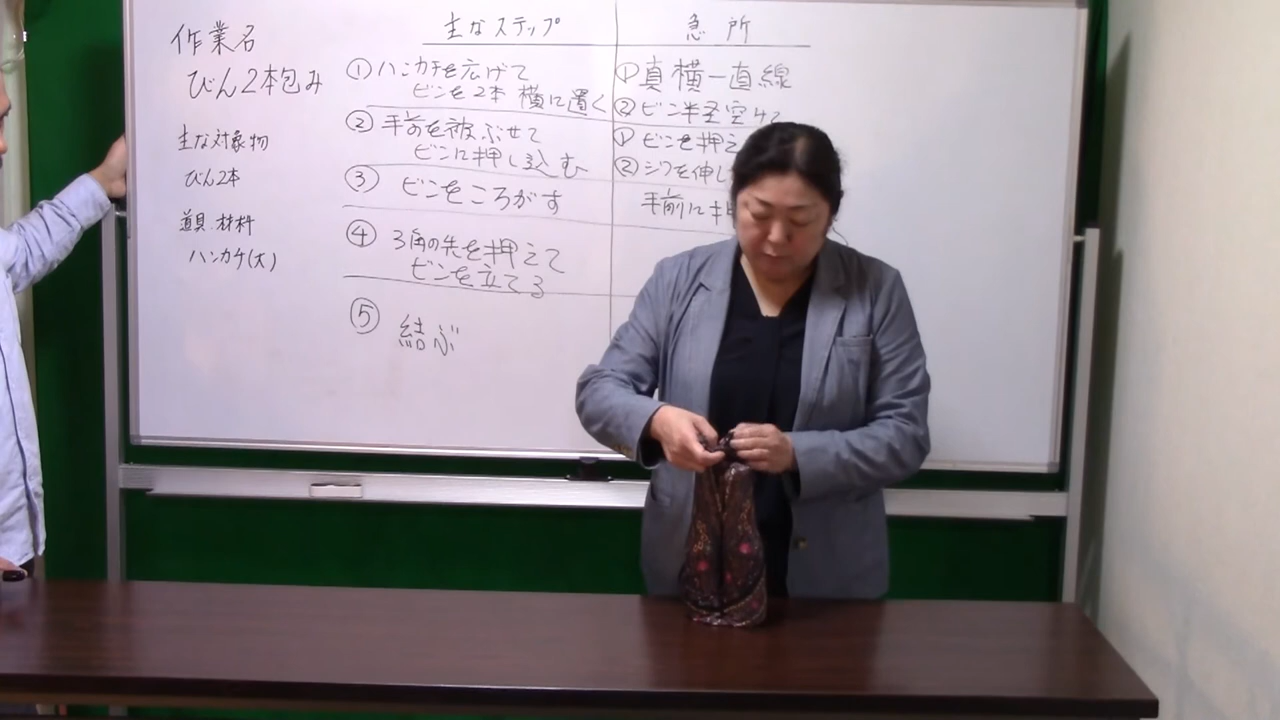 作業名
びん2本包み
主な対象物
びん2本
道具.材料
ハンカチ(大)
主なステップ
①ハンカチを広げて
ビンを2本 横に置く
②手前を被ぶせて
ビンに押し込む
③ビンをころがす
④3角の先を押えて
ビンを立てる
⑤結ぶ
急所
①真横一直線
②ビン半径空けて
①ビンを押え
②シワを伸し
手前に